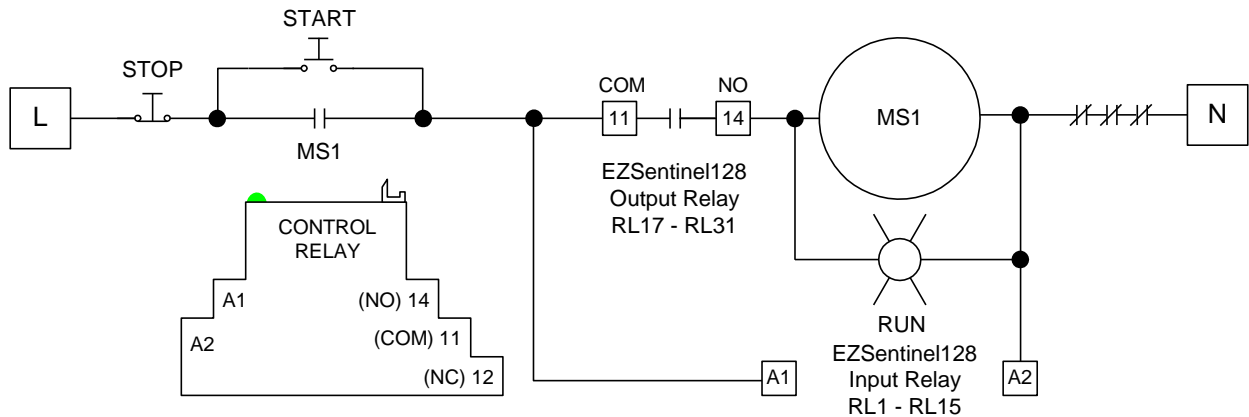 START
STOP
COM
NO
L
11
14
MS1
N
MS1
EZSentinel128
Output Relay
RL17 - RL31
CONTROL
RELAY
A1
(NO) 14
(COM) 11
A2
(NC) 12
RUN
EZSentinel128
Input Relay
RL1 - RL15
A1
A2